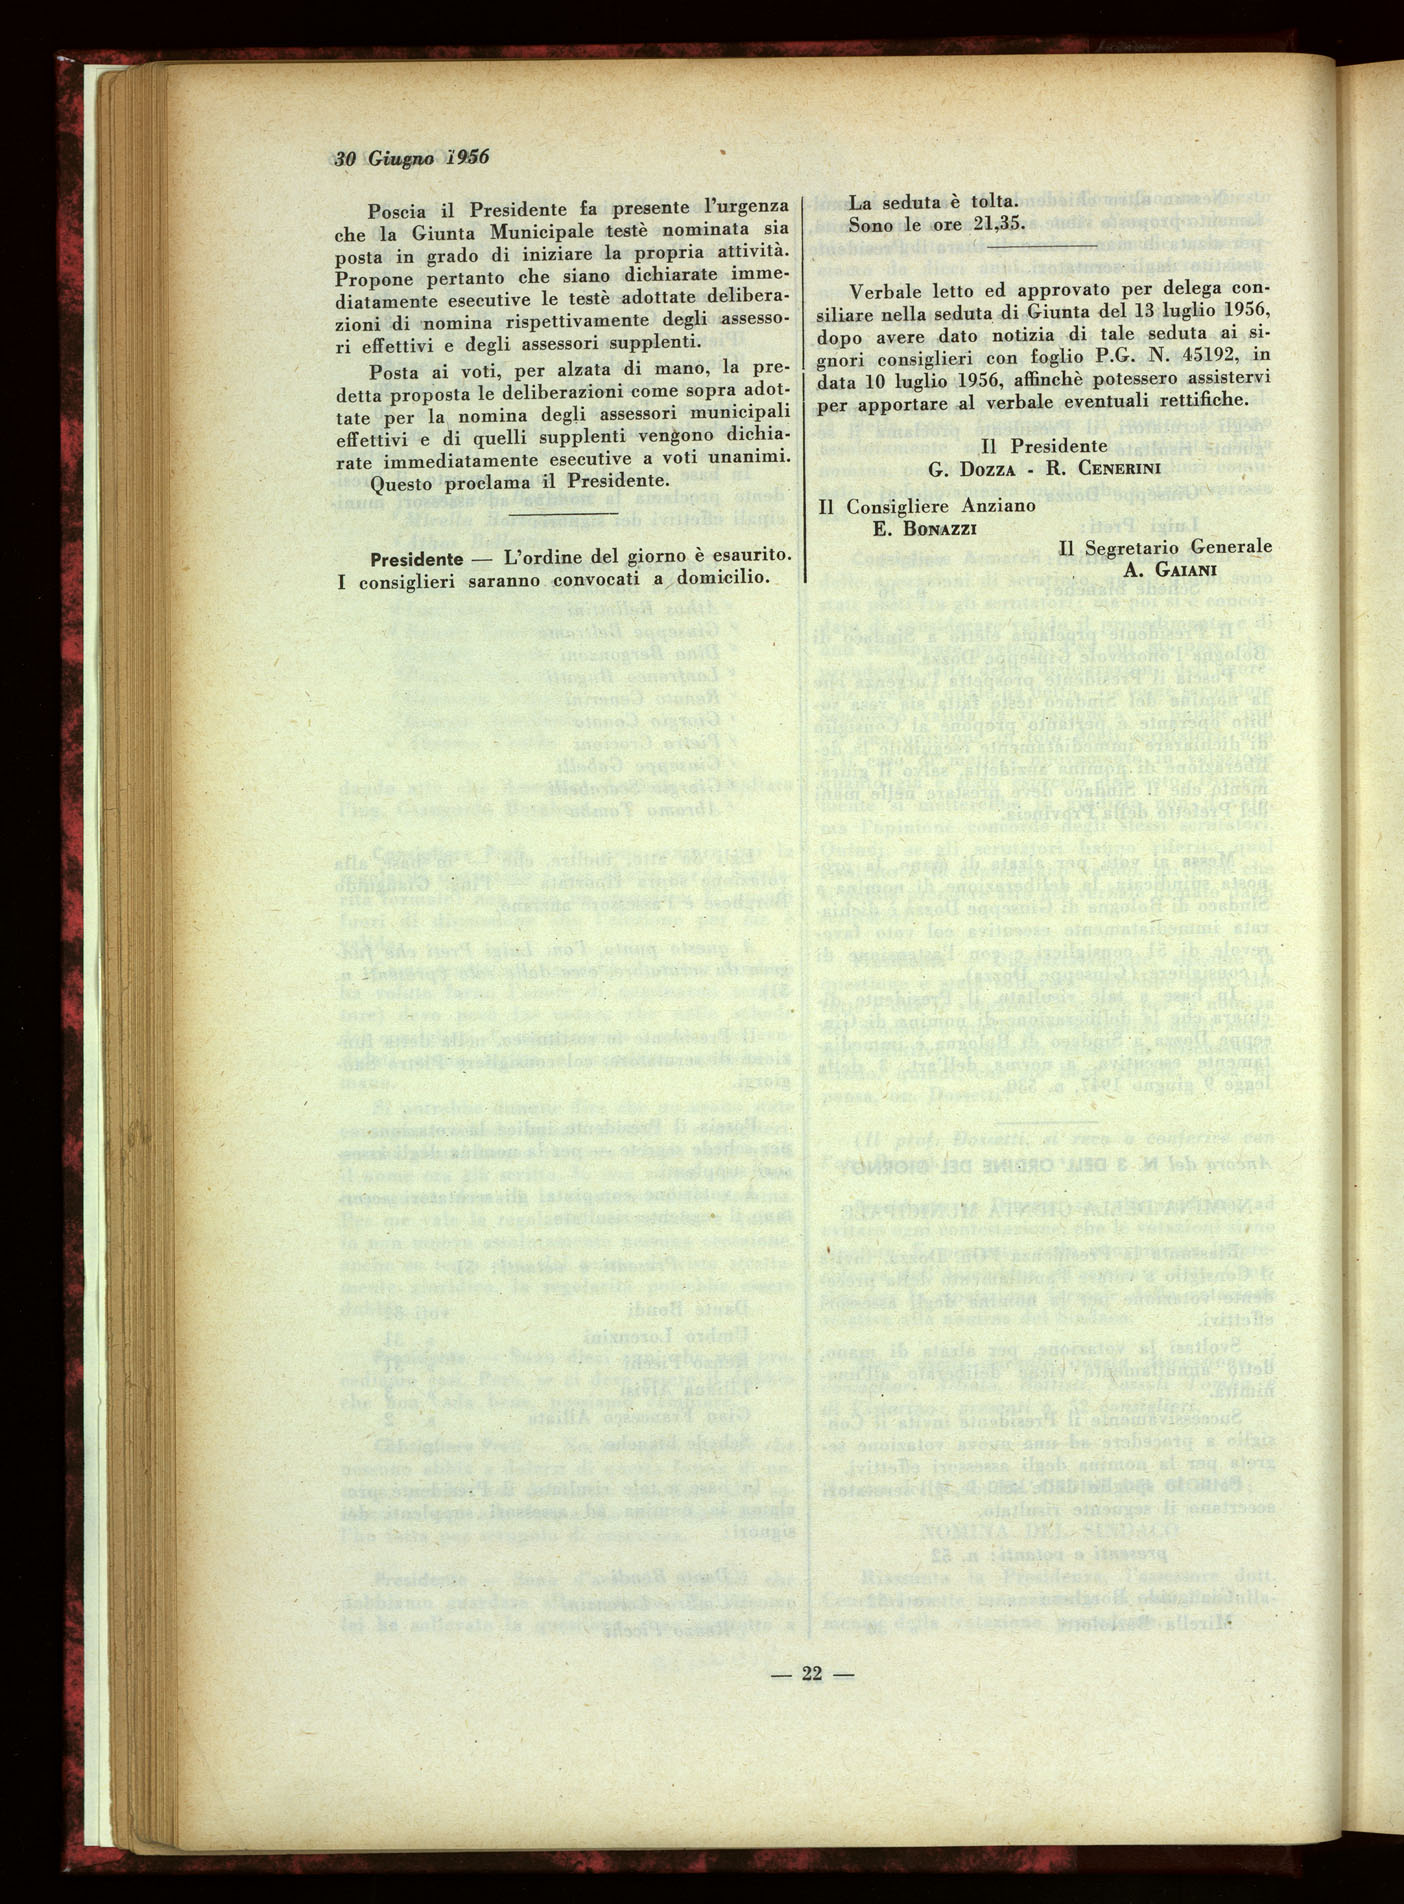 30 Giugno 1956
Poscia il Presidente fa presente l'urgenza
che la Giunta Municipale testè nominata sia
posta in grado di iniziare la propria attività.
Propone pertanto che siano dichiarate imme-
diatamente esecutive le testè adottate delibera-
zioni di nomina rispettivamente degli assesso-
ri effettivi e degli assessori supplenti.
Posta ai voti, per alzata di mano, la pre-
detta proposta le deliberazioni come sopra adot-
tate per la nomina degli assessori municipali
effettivi e di quelli supplenti vengono dichia-
rate immediatamente esecutive a voti unanimi.
Questo proclama il Presidente.
Presidente — L'ordine del giorno è esaurito.
I consiglieri saranno convocati a domicilio.
La seduta è tolta.
Sono le ore 21,35.
Verbale letto ed approvato per delega con-
siliare nella seduta di Giunta del 13 luglio 1956,
dopo avere dato notizia di tale seduta ai si-
gnori consiglieri con foglio P.G. N. 45192, in
data 10 luglio 1956, affinchè potessero assistervi
per apportare al verbale eventuali rettifiche.
Il Presidente
G. DOZZA - R. CENERINI
Il Consigliere Anziano
E. BONAZZI
Il Segretario Generale
A. GAIANI
— 22 —